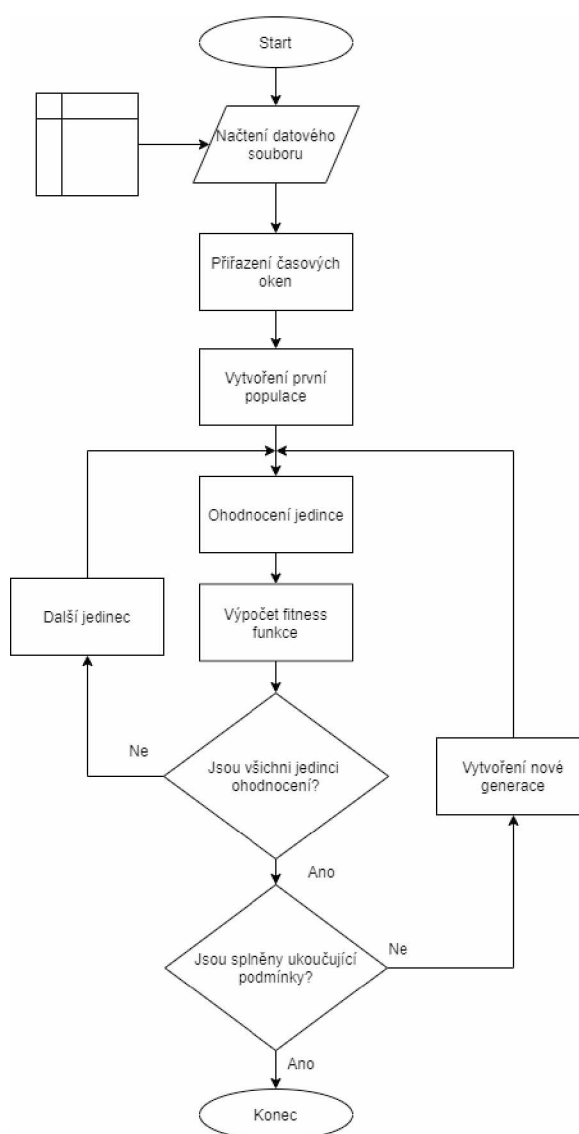 Start
Načtení datového
souboru
Přiřazení časových
oken
Vytvoření první
populace
Ohodnocení jedince
Další jedinec
Výpočet fitness
funkce
Ne
Jsou všichni jedinci
ohodnocení?
Vytvoření nové
generace
Ano
Jsou splněny ukoučující
podmínky?
Ne
Ano
Konec